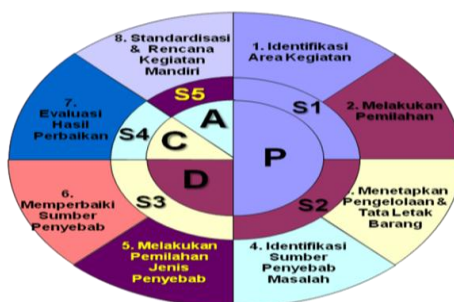 8. Standardisasi
& Rencana
Kegiatan
Mandiri
1. Identifikasi
Area Kegiatan
2. Melakukan
Pemilahan
. Menetapkan
Pengelolaan &
Tata Letak
Barang
4. Identifikasi
Sumber
Penyebab
Masalah
5. Melakukan
Pemilahan
Jenis
Penyebab
6.
Memperbaiki
Sumber
Penyebab
7.
Evaluasi
Hasil
Perbaikan
S5
S1
S4
A
C
P
D
S3
S2